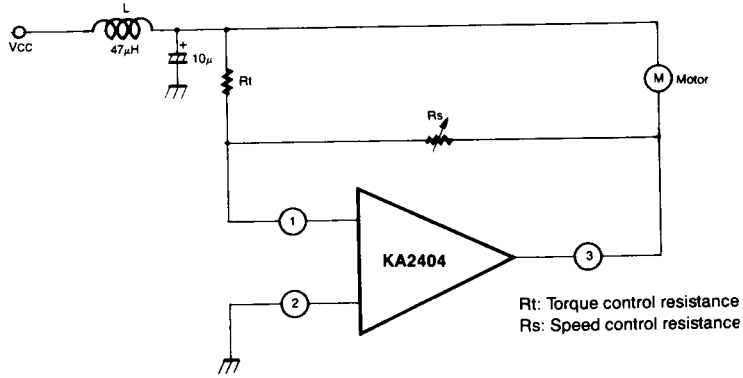 L
VCC
47μH
+
10μ
Rt
M Motor
Rs
1
KA2404
3
2
Rt: Torque control resistance
Rs: Speed control resistance